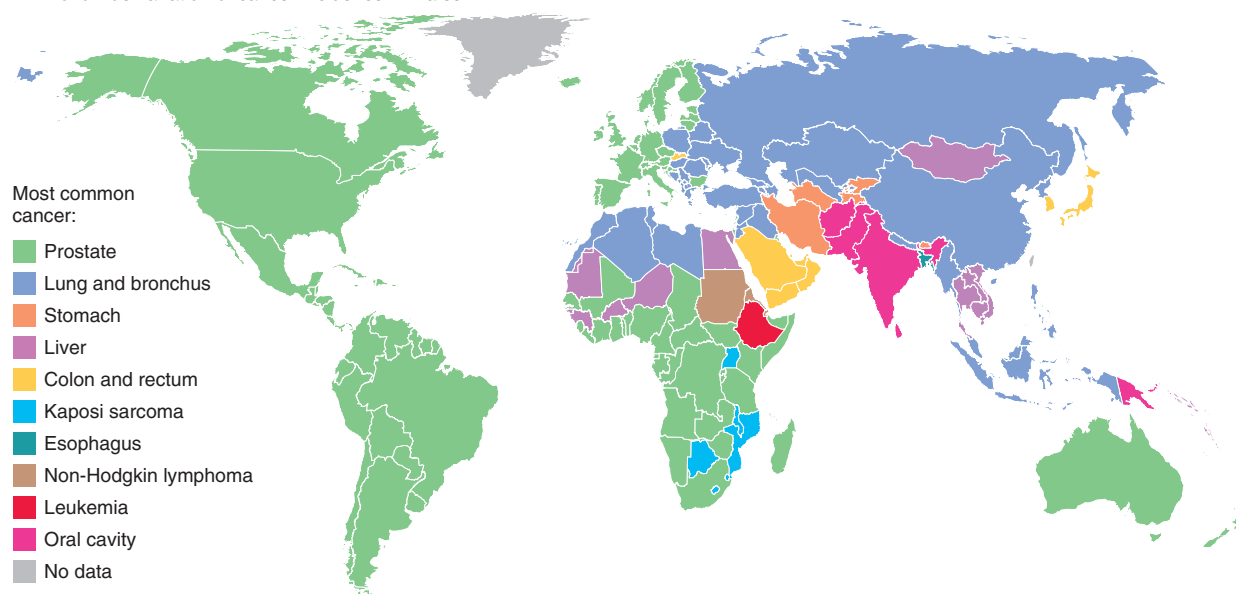 Most common
cancer:
Prostate
Lung and bronchus
Stomach
Liver
Colon and rectum
Kaposi sarcoma
Esophagus
Non-Hodgkin lymphoma
Leukemia
Oral cavity
No data